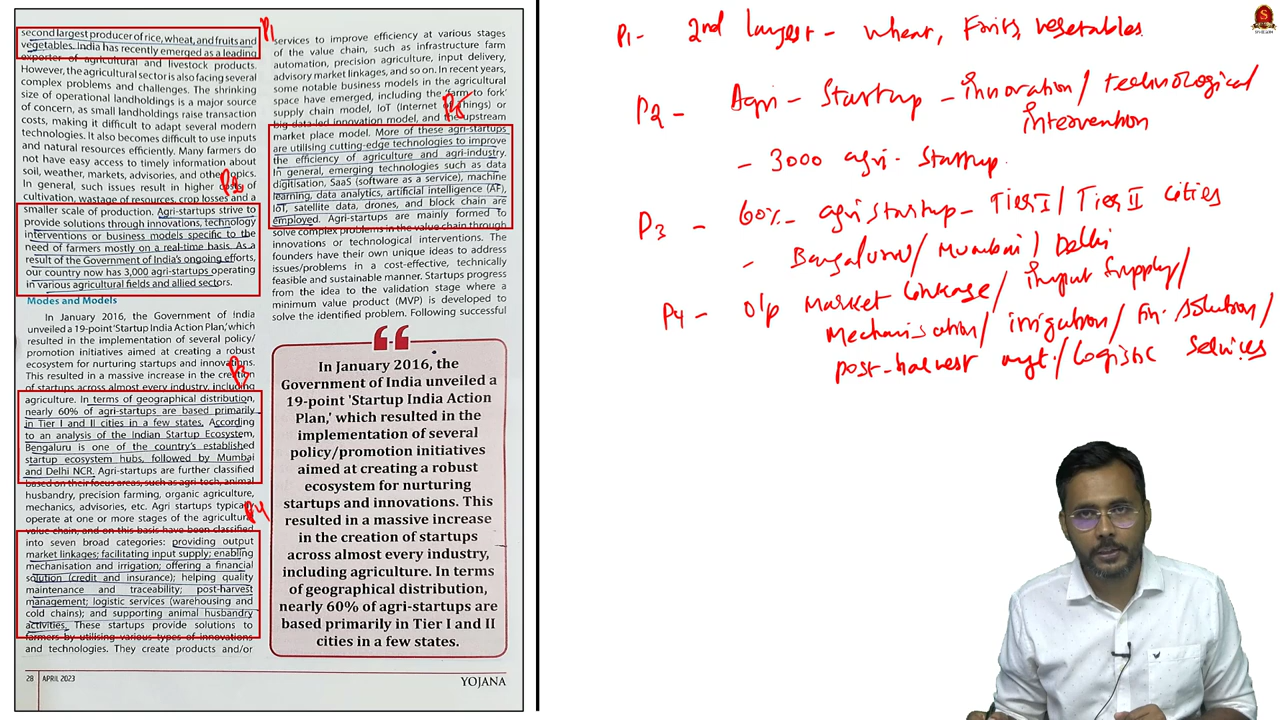 second largest producer of rice, wheat, and fruits and
vegetables. India has recently emerged as a leading
exporter of agricultural and livestock products.
However, the agricultural sector is also facing several
complex problems and challenges. The shrinking
size of operational landholdings is a major source
of concern, as small landholdings raise transaction
costs, making it difficult to adapt several modern
technologies. It also becomes difficult to use inputs
and natural resources efficiently. Many farmers do
not have easy access to timely information about
soil, weather, markets, advisories, and other topics.
In general, such issues result in higher costs of
cultivation, wastage of resources, crop losses and a
smaller scale of production. Agri-startups strive to
provide solutions through innovations, technology
interventions or business models specific to the
need of farmers mostly on a real-time basis. As a
result of the Government of India's ongoing efforts,
our country now has 3,000 agri-startups operating
in various agricultural fields and allied sectors.
Modes and Models
In January 2016, the Government of India
unveiled a 19-point 'Startup India Action Plan,' which
resulted in the implementation of several policy/
promotion initiatives aimed at creating a robust
ecosystem for nurturing startups and innovations.
This resulted in a massive increase in the creation
of startups across almost every industry, including
agriculture. In terms of geographical distribution,
nearly 60% of agri-startups are based primarily
in Tier I and II cities in a few states. According
to an analysis of the Indian Startup Ecosystem,
Bengaluru is one of the country's established
startup ecosystem hubs, followed by Mumbai
and Delhi NCR. Agri-startups are further classified
based on their focus areas, such as agri-tech, animal
husbandry, precision farming, organic agriculture,
mechanics, advisories, etc. Agri startups typically
operate at one or more stages of the agricultural
value chain, and on this basis have been classified
into seven broad categories: providing output
market linkages; facilitating input supply; enabling
mechanisation and irrigation; offering a financial
solution (credit and insurance); helping quality
maintenance and traceability; post-harvest
management; logistic services (warehousing and
cold chains); and supporting animal husbandry
activities. These startups provide solutions to
farmers by utilising various types of innovations
and technologies. They create products and/or
services to improve efficiency at various stages
of the value chain, such as infrastructure farm
automation, precision agriculture, input delivery,
advisory market linkages, and so on. In recent years,
some notable business models in the agricultural
space have emerged, including the farm to fork'
supply chain model, IoT (Internet of Things) or
big data-led innovation model, and the upstream
market place model. More of these agri-startups
are utilising cutting-edge technologies to improve
the efficiency of agriculture and agri-industry.
In general, emerging technologies such as data
digitisation, SaaS (software as a service), machine
learning, data analytics, artificial intelligence (AF),
IoT, satellite data, drones, and block chain are
employed. Agri-startups are mainly formed to
solve complex problems in the value chain through
innovations or technological interventions. The
founders have their own unique ideas to address
issues/problems in a cost-effective, technically
feasible and sustainable manner. Startups progress
from the idea to the validation stage where a
minimum value product (MVP) is developed to
solve the identified problem. Following successful
In January 2016, the
Government of India unveiled a
19-point 'Startup India Action
Plan,' which resulted in the
implementation of several
policy/promotion initiatives
aimed at creating a robust
ecosystem for nurturing
startups and innovations. This
resulted in a massive increase
in the creation of startups
across almost every industry,
including agriculture. In terms
of geographical distribution,
nearly 60% of agri-startups are
based primarily in Tier I and II
cities in a few states.
28 APRIL 2023
YOJANA
P1
P2
P3
P4
P5
P1- 2nd largest - wheat, Fruits, vegetables
P2 - Agri - Startup - innovation/ technological
intervention
- 3000 agri- startup
P3 - 60% agri startup - Tier I/ Tier II cities
- Bangaluru/ Mumbai/ Delhi
P4 - o/p Market linkage/ input supply/
Mechanisation/ irrigation/ fin. solution/
post-harvest mgt./ logistic services